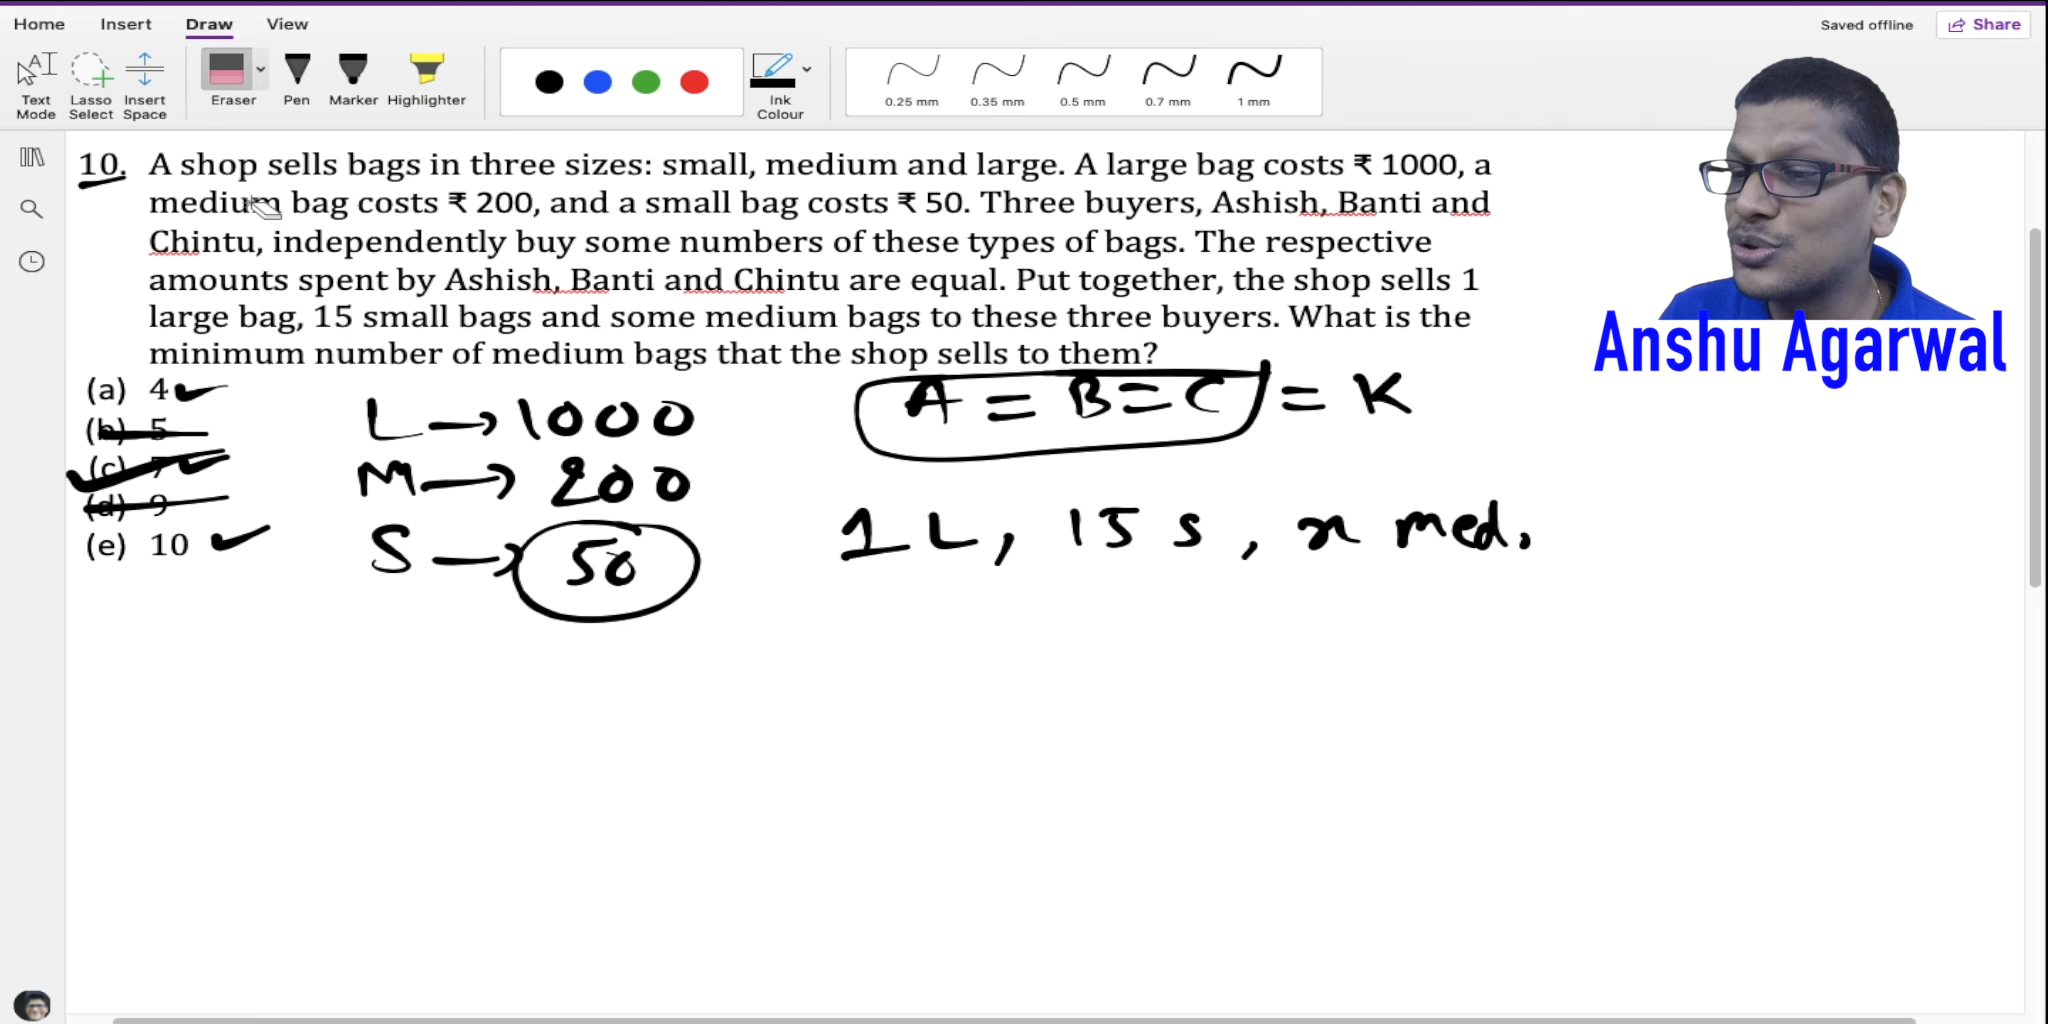 Home Insert Draw View Saved offline Share
Text Mode Lasso Select Insert Space Eraser Pen Marker Highlighter Ink Colour 0.25 mm 0.35 mm 0.5 mm 0.7 mm 1 mm
10. A shop sells bags in three sizes: small, medium and large. A large bag costs ₹ 1000, a
medium bag costs ₹ 200, and a small bag costs ₹ 50. Three buyers, Ashish, Banti and
Chintu, independently buy some numbers of these types of bags. The respective
amounts spent by Ashish, Banti and Chintu are equal. Put together, the shop sells 1
large bag, 15 small bags and some medium bags to these three buyers. What is the
minimum number of medium bags that the shop sells to them?
Anshu Agarwal
(a) 4
(b) 5
(c) 7
(d) 9
(e) 10
L → 1000
M → 200
S → 50
A = B = C = K
1 L, 15 s, x med.